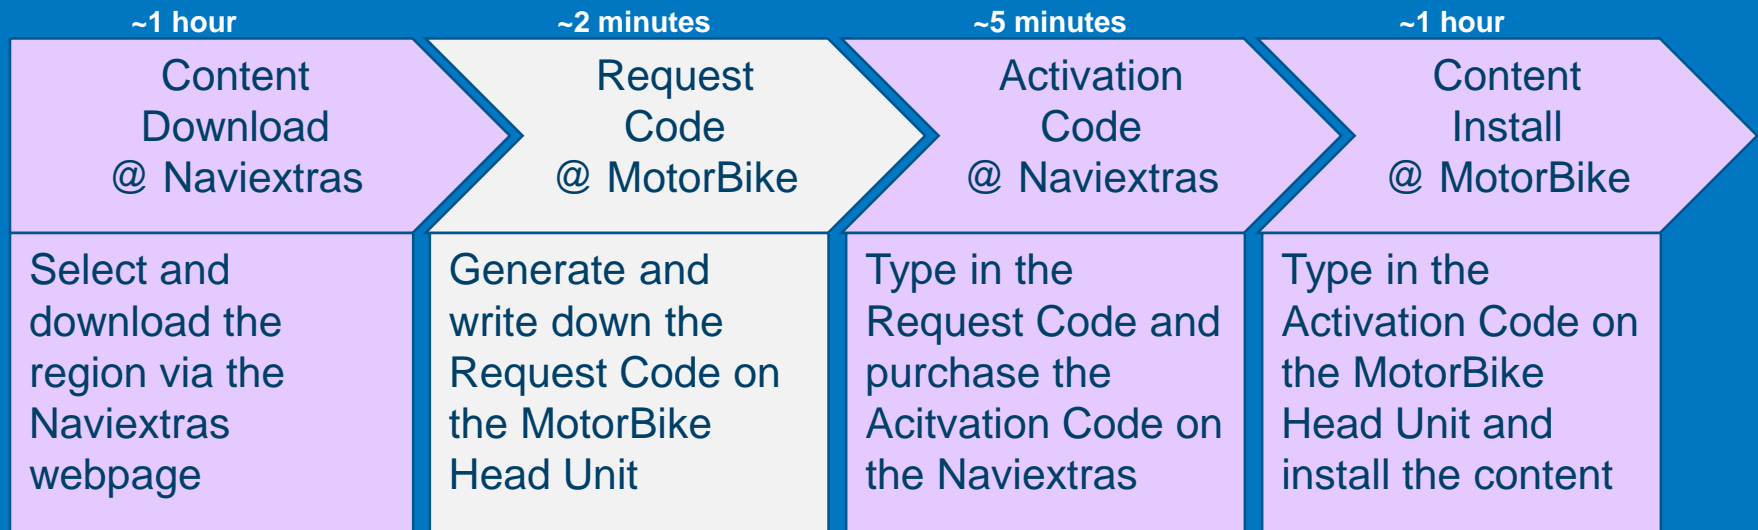 ~1 hour
Content
Download
@ Naviextras
Select and
download the
region via the
Naviextras
webpage
~2 minutes
Request
Code
@ MotorBike
Generate and
write down the
Request Code on
the MotorBike
Head Unit
~5 minutes
Activation
Code
@ Naviextras
Type in the
Request Code and
purchase the
Acitvation Code on
the Naviextras
~1 hour
Content
Install
@ MotorBike
Type in the
Activation Code on
the MotorBike
Head Unit and
install the content